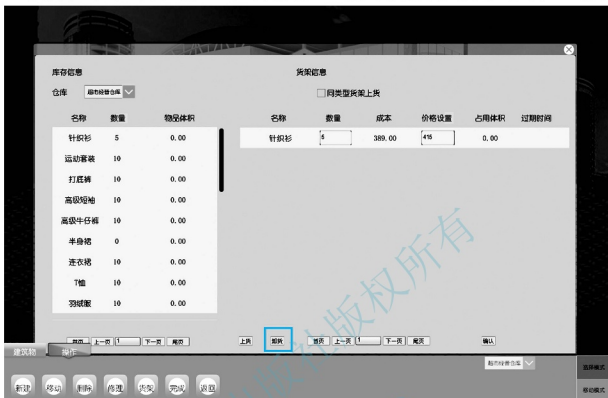 库存信息 货架信息
仓库 超市经营仓库 同类型货架上货
名称 数量 物品体积 名称 数量 成本 价格设置 占用体积 过期时间
针织衫 5 0.00 针织衫 5 389.00 415
0.00
运动套装 10 0.00
打底裤 10 0.00
高级短袖 10 0.00
高级牛仔裤 10 0.00
半身裙 0 0.00
连衣裙 10 0.00
T恤 10 0.00
羽绒服 10 0.00
首页 上一页 1 下一页 尾页 上货 卸货 首页 上一页 1 下一页 尾页 确认
建筑物 操作 超市经营仓库
选择模式
新建 移动 删除 修理 货架 完成 返回 移动模式
版社版权所有